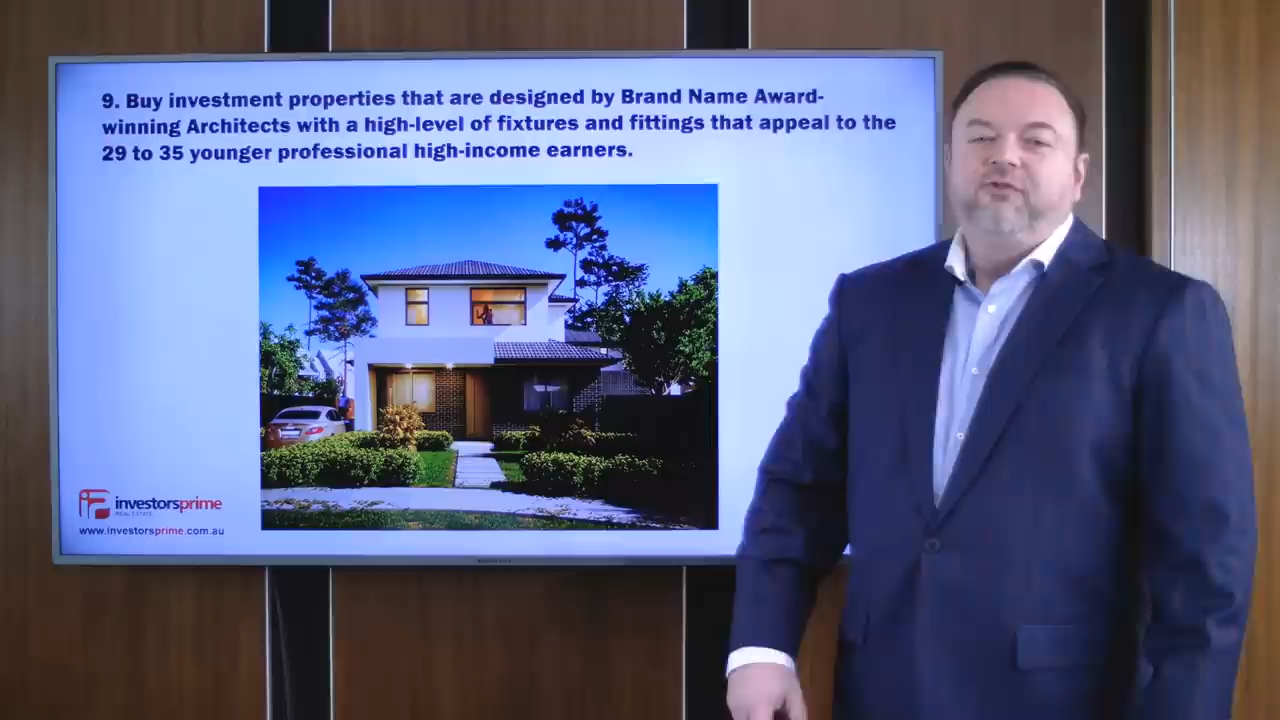 9. Buy investment properties that are designed by Brand Name Award-
winning Architects with a high-level of fixtures and fittings that appeal to the
29 to 35 younger professional high-income earners.
investorsprime
REAL ESTATE
www.investorsprime.com.au